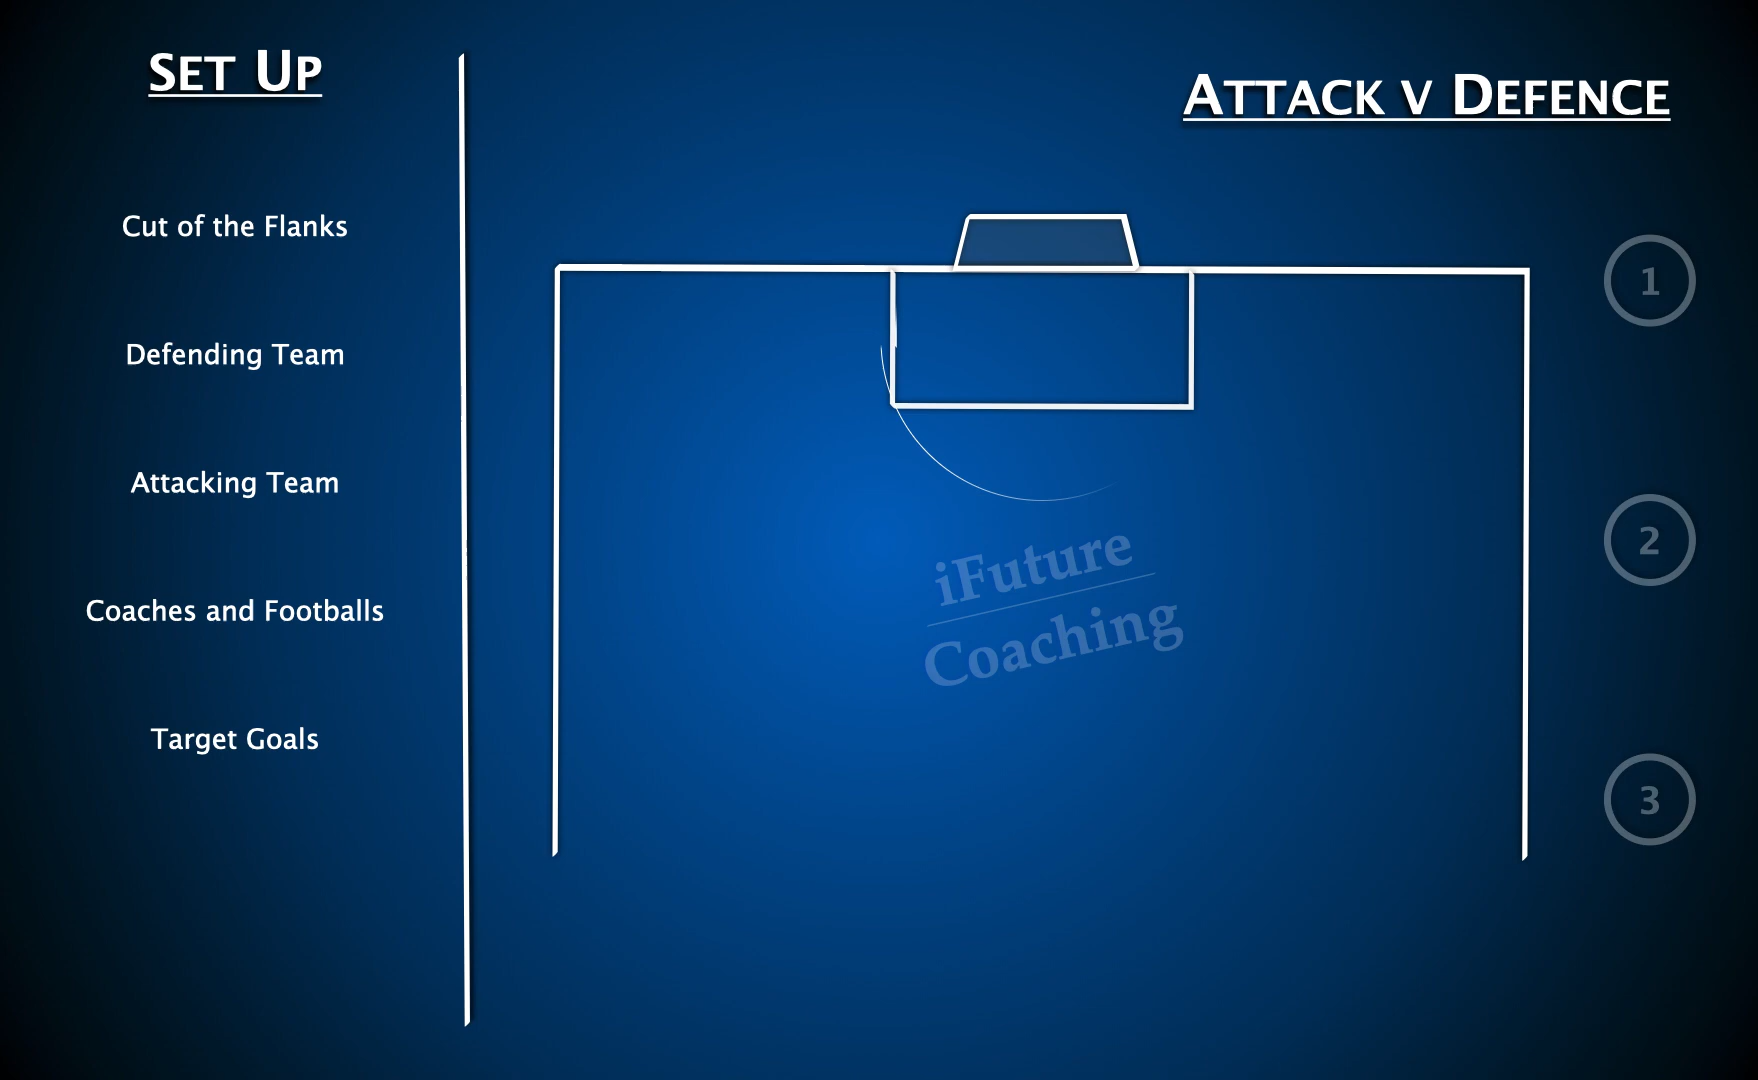 SET UP
Cut of the Flanks
Defending Team
Attacking Team
Coaches and Footballs
Target Goals
ATTACK V DEFENCE
iFuture
Coaching
1
2
3